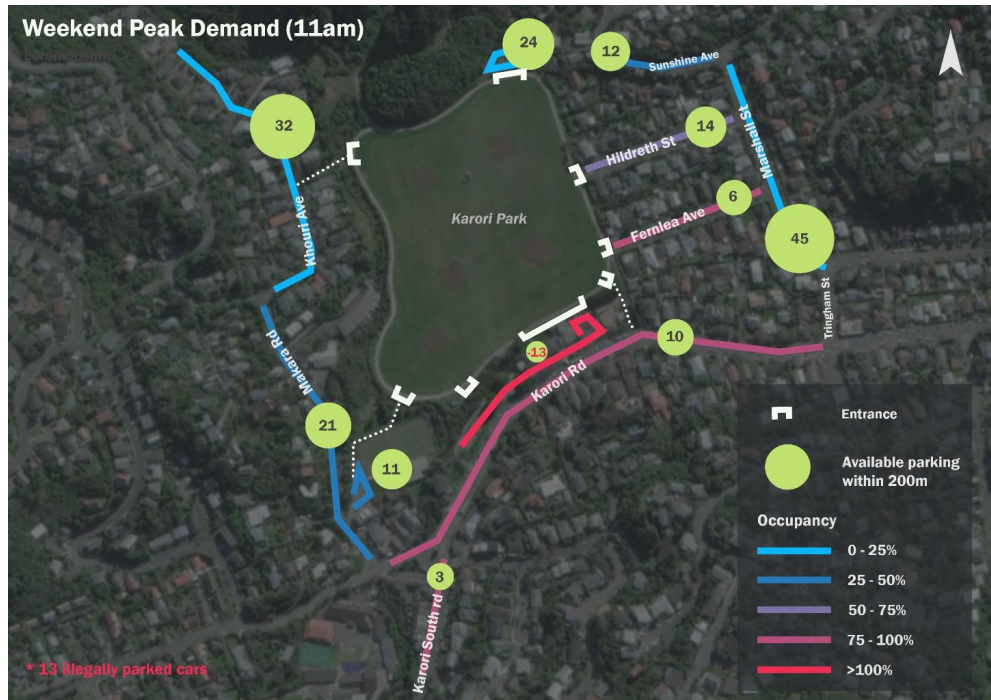 Weekend Peak Demand (11am)
24
12
Sunshine Ave
32
14
Hildreth St
Marshall St
6
Fernlea Ave
Karori Park
Khouri Ave
45
Tringham St
-13
10
Karori Rd
Makara Rd
21
11
3
Karori South rd
Entrance
Available parking
within 200m
Occupancy
0 - 25%
25 - 50%
50 - 75%
75 - 100%
>100%
* 13 illegally parked cars